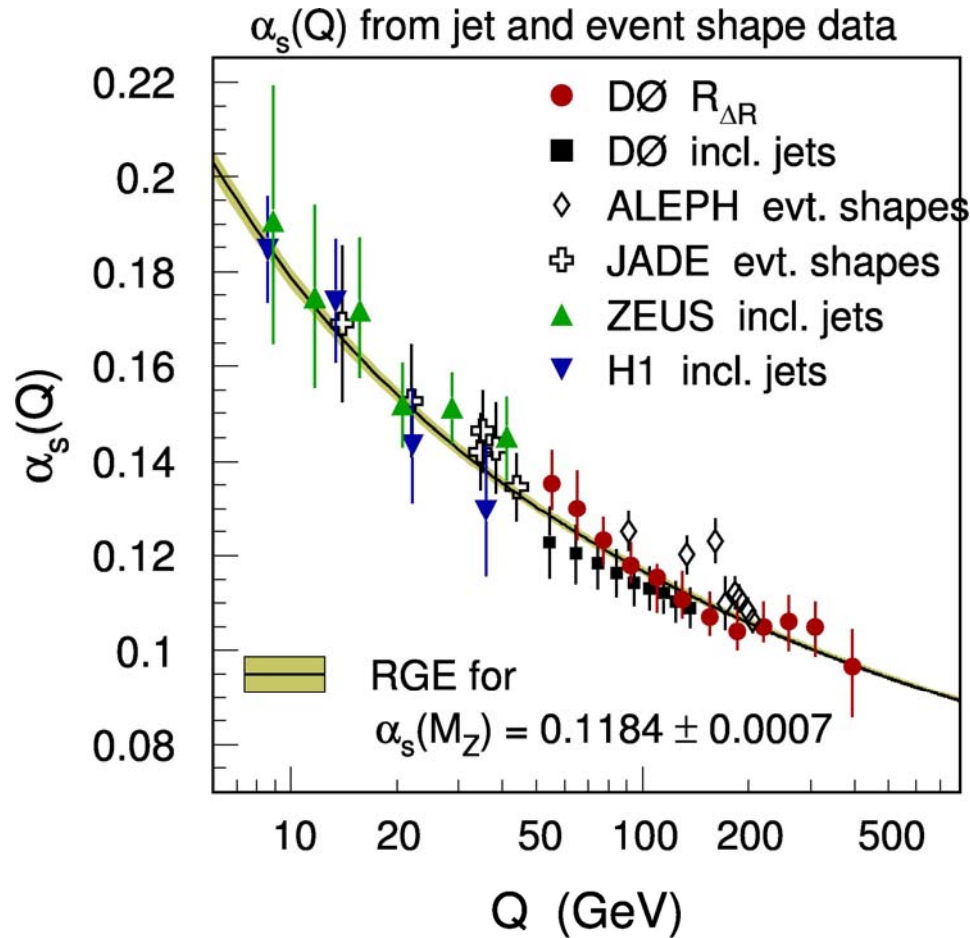 αₛ(Q) from jet and event shape data
0.22
0.2
0.18
0.16
0.14
0.12
0.1
0.08
αₛ(Q)
DØ R_ΔR
DØ incl. jets
ALEPH evt. shapes
JADE evt. shapes
ZEUS incl. jets
H1 incl. jets
RGE for
αₛ(M_Z) = 0.1184 ± 0.0007
10 20 50 100 200 500
Q (GeV)